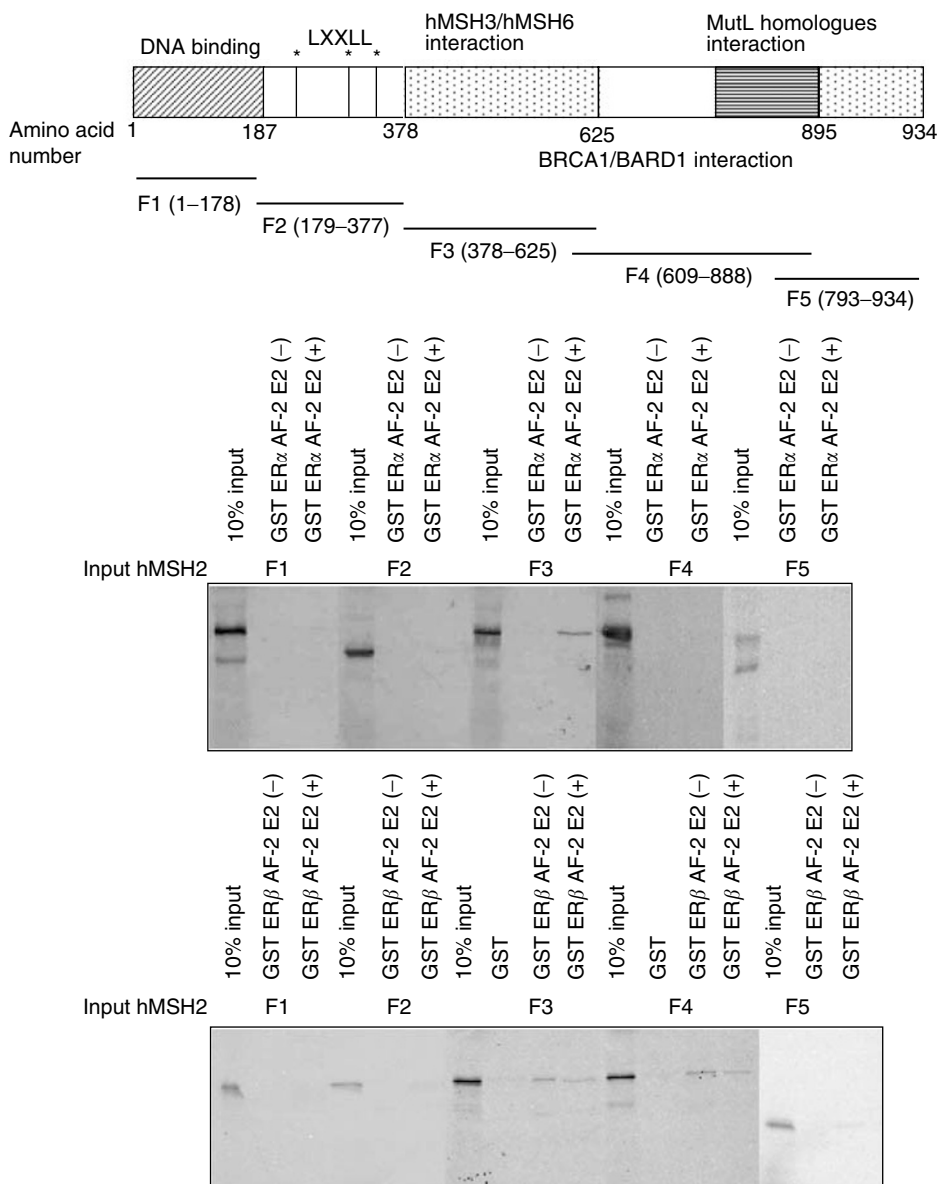 DNA binding
LXXLL
* * *
hMSH3/hMSH6
interaction
MutL homologues
interaction
Amino acid
number
1 187 378 625 895 934
BRCA1/BARD1 interaction
F1 (1–178)
F2 (179–377)
F3 (378–625)
F4 (609–888)
F5 (793–934)
10% input
GST ERα AF-2 E2 (−)
GST ERα AF-2 E2 (+)
10% input
GST ERα AF-2 E2 (−)
GST ERα AF-2 E2 (+)
10% input
GST ERα AF-2 E2 (−)
GST ERα AF-2 E2 (+)
10% input
GST ERα AF-2 E2 (−)
GST ERα AF-2 E2 (+)
10% input
GST ERα AF-2 E2 (−)
GST ERα AF-2 E2 (+)
Input hMSH2 F1 F2 F3 F4 F5
10% input
GST ERβ AF-2 E2 (−)
GST ERβ AF-2 E2 (+)
10% input
GST ERβ AF-2 E2 (−)
GST ERβ AF-2 E2 (+)
10% input
GST
GST ERβ AF-2 E2 (−)
GST ERβ AF-2 E2 (+)
10% input
GST
GST ERβ AF-2 E2 (−)
GST ERβ AF-2 E2 (+)
10% input
GST ERβ AF-2 E2 (−)
GST ERβ AF-2 E2 (+)
Input hMSH2 F1 F2 F3 F4 F5